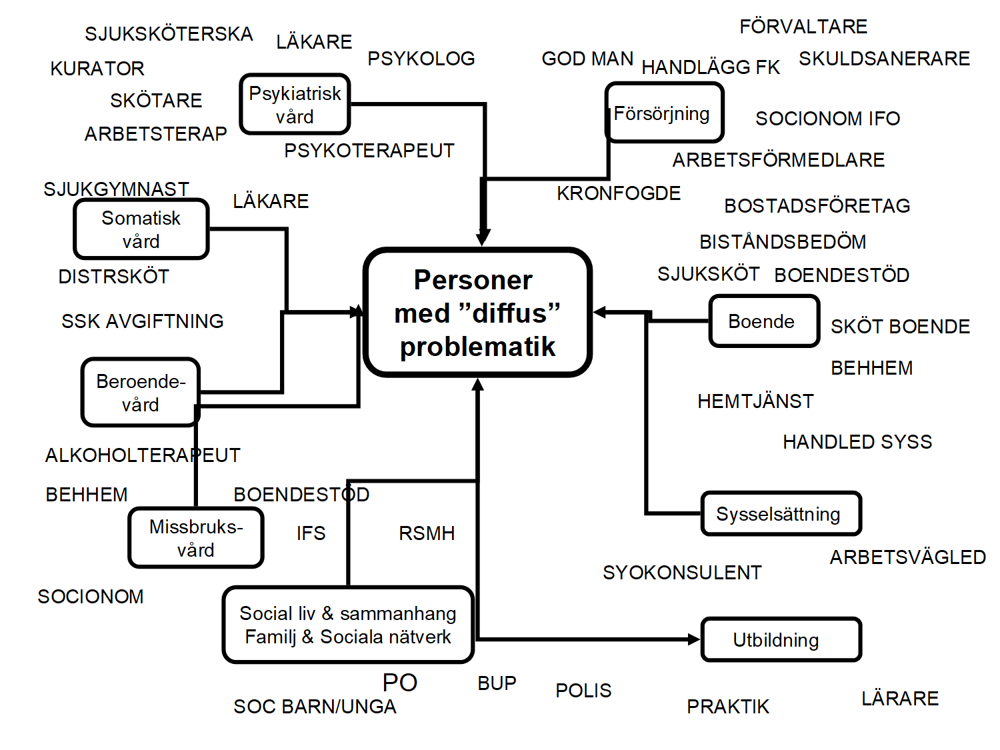 SJUKSKÖTERSKA
LÄKARE
PSYKOLOG
KURATOR
SKÖTARE
ARBETSTERAP
Psykiatrisk
vård
PSYKOTERAPEUT
FÖRVALTARE
GOD MAN
HANDLÄGG FK
SKULDSANERARE
Försörjning
SOCIONOM IFO
ARBETSFÖRMEDLARE
KRONFOGDE
SJUKGYMNAST
LÄKARE
Somatisk
vård
DISTRSKÖT
BOSTADSFÖRETAG
BISTÅNDSBEDÖM
SJUKSKÖT
BOENDESTÖD
Personer
med ”diffus”
problematik
Boende
SKÖT BOENDE
BEHHEM
HEMTJÄNST
SSK AVGIFTNING
Beroende-
vård
ALKOHOLTERAPEUT
HANDLED SYSS
BEHHEM
BOENDESTÖD
Missbruks-
vård
IFS
RSMH
Sysselsättning
ARBETSVÄGLED
SYOKONSULENT
SOCIONOM
Social liv & sammanhang
Familj & Sociala nätverk
Utbildning
PO
BUP
POLIS
SOC BARN/UNGA
PRAKTIK
LÄRARE